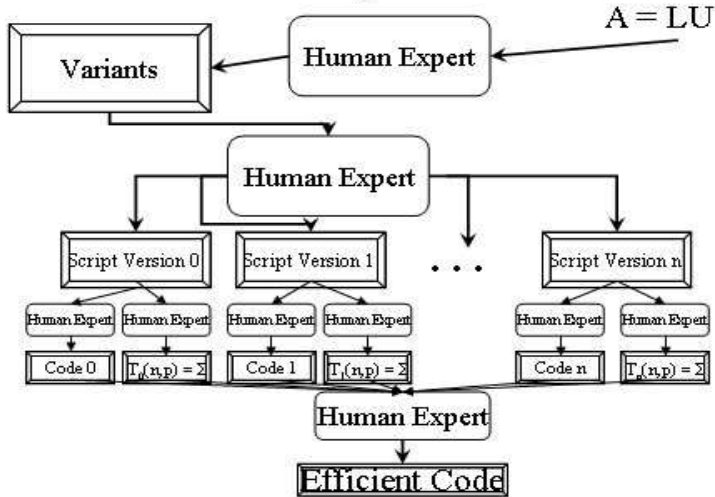 A = LU
Human Expert
Variants
Human Expert
Script Version 0
Script Version 1
. . .
Script Version n
Human Expert
Human Expert
Human Expert
Human Expert
Human Expert
Human Expert
Code 0
T₀(n,p) = Σ
Code 1
T₁(n,p) = Σ
Code n
Tₙ(n,p) = Σ
Human Expert
Efficient Code